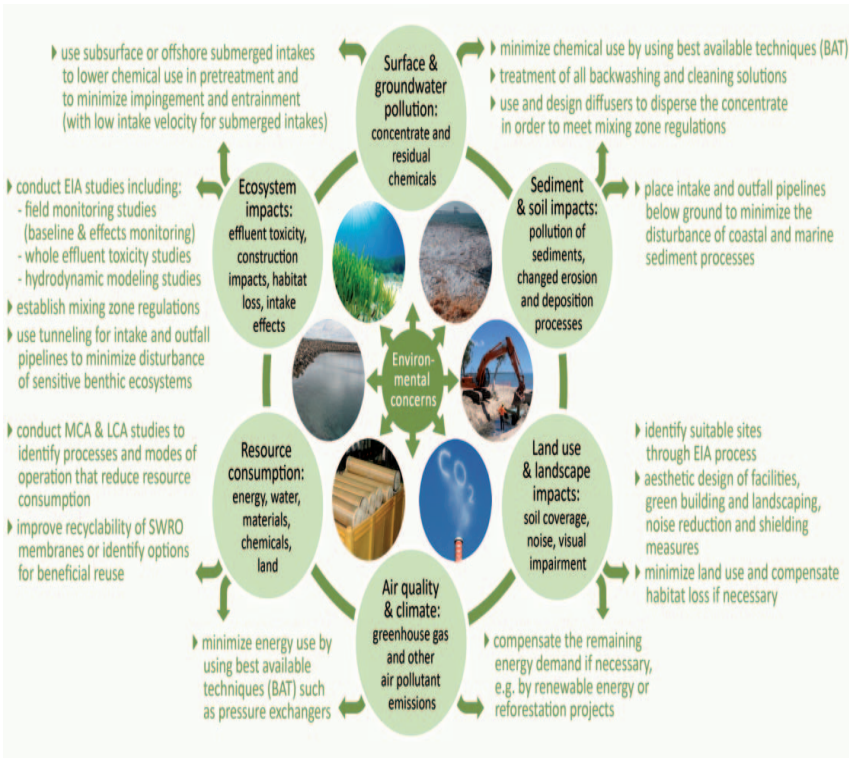 use subsurface or offshore submerged intakes
to lower chemical use in pretreatment and
to minimize impingement and entrainment
(with low intake velocity for submerged intakes)
Surface &
groundwater
pollution:
concentrate and
residual
chemicals
minimize chemical use by using best available techniques (BAT)
treatment of all backwashing and cleaning solutions
use and design diffusers to disperse the concentrate
in order to meet mixing zone regulations
conduct EIA studies including:
- field monitoring studies
(baseline & effects monitoring)
- whole effluent toxicity studies
- hydrodynamic modeling studies
establish mixing zone regulations
use tunneling for intake and outfall
pipelines to minimize disturbance
of sensitive benthic ecosystems
Ecosystem
impacts:
effluent toxicity,
construction
impacts, habitat
loss, intake
effects
Sediment
& soil impacts:
pollution of
sediments,
changed erosion
and deposition
processes
place intake and outfall pipelines
below ground to minimize the
disturbance of coastal and marine
sediment processes
Environ-
mental
concerns
conduct MCA & LCA studies to
identify processes and modes of
operation that reduce resource
consumption
improve recyclability of SWRO
membranes or identify options
for beneficial reuse
Resource
consumption:
energy, water,
materials,
chemicals,
land
CO2
Land use
& landscape
impacts:
soil coverage,
noise, visual
impairment
identify suitable sites
through EIA process
aesthetic design of facilities,
green building and landscaping,
noise reduction and shielding
measures
minimize land use and compensate
habitat loss if necessary
minimize energy use by
using best available
techniques (BAT) such
as pressure exchangers
Air quality
& climate:
greenhouse gas
and other
air pollutant
emissions
compensate the remaining
energy demand if necessary,
e.g. by renewable energy or
reforestation projects